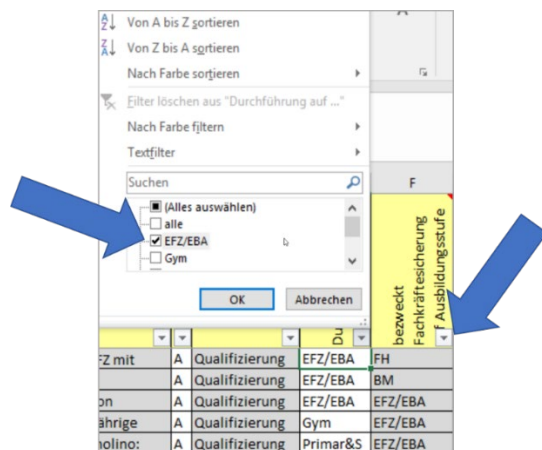 Von A bis Z sortieren
Von Z bis A sortieren
Nach Farbe sortieren
Filter löschen aus "Durchführung auf ..."
Nach Farbe filtern
Textfilter
Suchen
(Alles auswählen)
alle
EFZ/EBA
Gym
OK Abbrechen
F
bezweckt
Fachkräftesicherung
f Ausbildungsstufe
Du
FZ mit A Qualifizierung EFZ/EBA FH
A Qualifizierung EFZ/EBA BM
on A Qualifizierung EFZ/EBA EFZ/EBA
ährige A Qualifizierung Gym EFZ/EBA
nolino: A Qualifizierung Primar&S EFZ/EBA